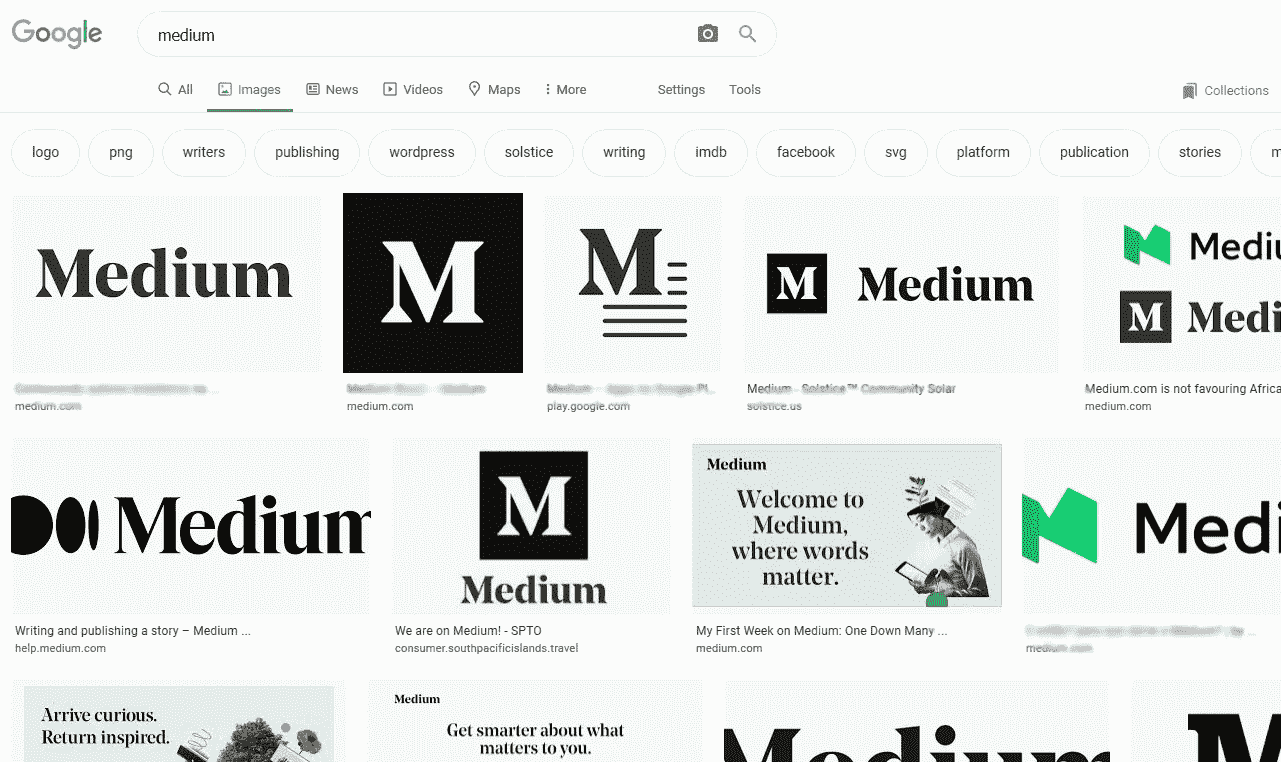 Google
medium
All Images News Videos Maps More Settings Tools Collections
logo png writers publishing wordpress solstice writing imdb facebook svg platform publication stories m
Medium
M
M
M Medium
Mediu
M Medi
medium.com
medium.com
play.google.com
Medium - Solstice™ Community Solar
solstice.us
Medium.com is not favouring Africa
medium.com
Medium
M
Medium
Medium
Welcome to
Medium,
where words
matter.
Medi
Writing and publishing a story – Medium ...
help.medium.com
We are on Medium! - SPTO
consumer.southpacificislands.travel
My First Week on Medium: One Down Many ...
medium.com
medium.com
Arrive curious.
Return inspired.
Medium
Get smarter about what
matters to you.
Medium
M